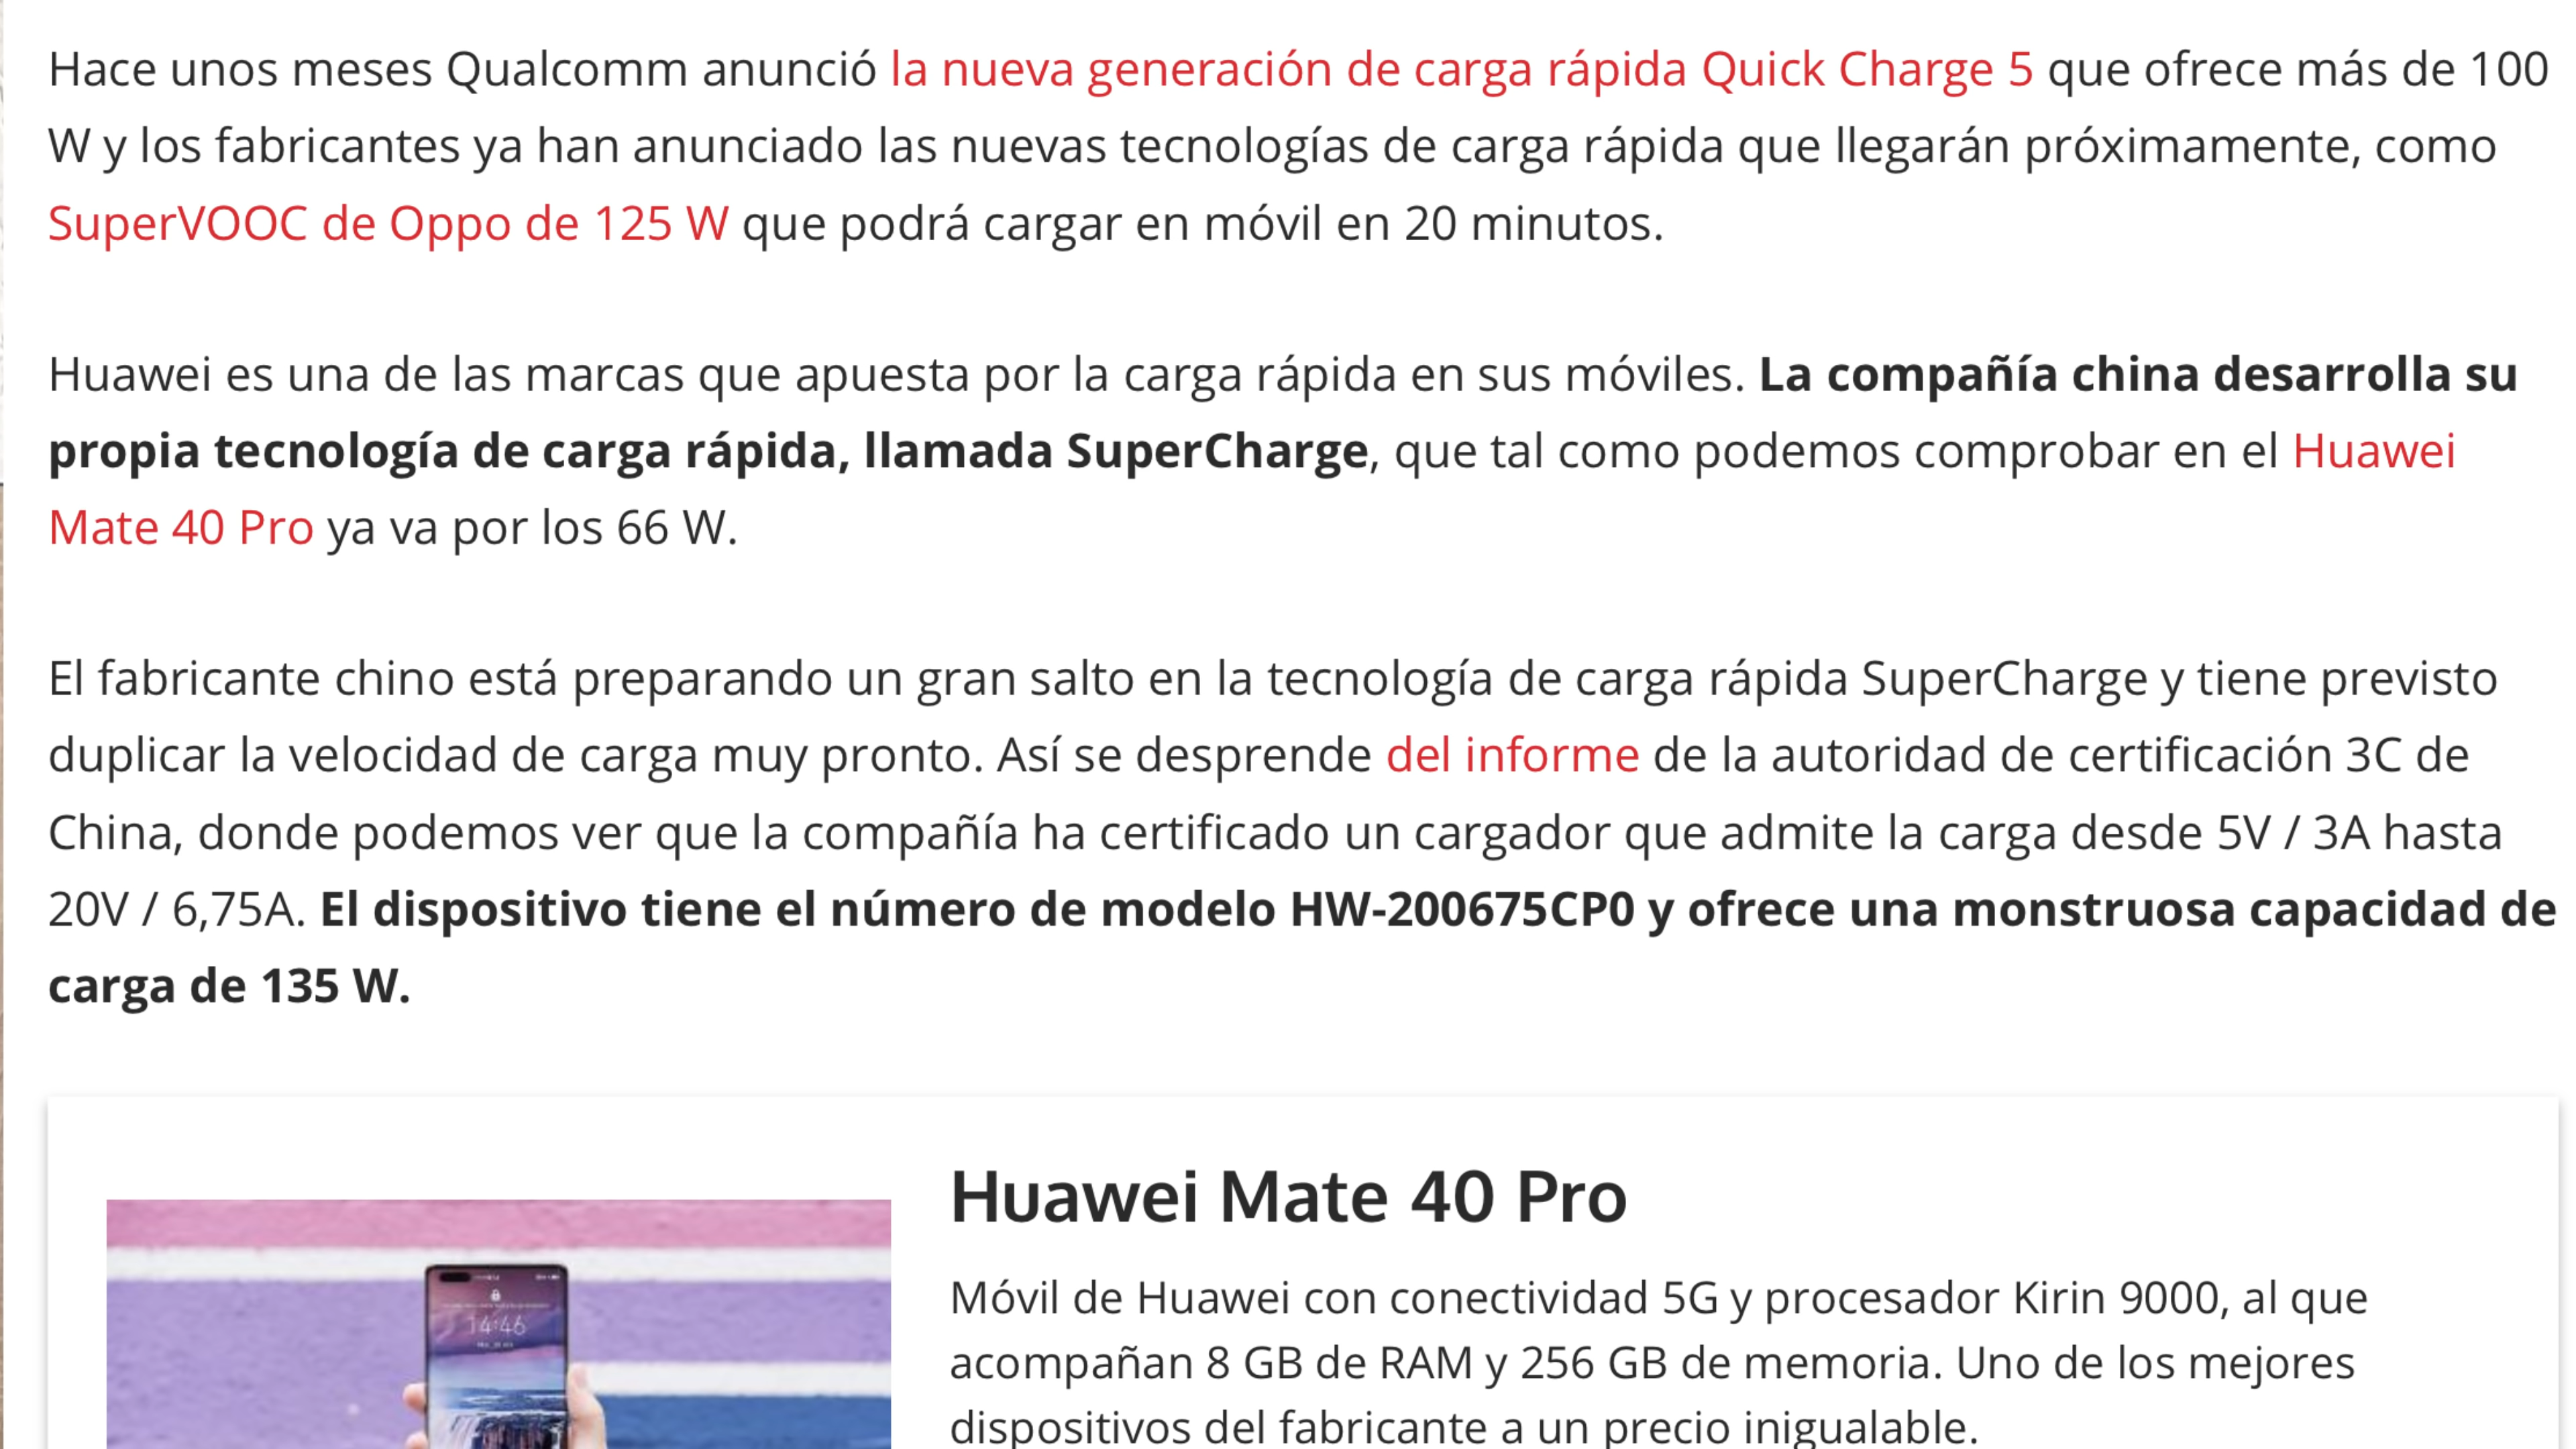 Hace unos meses Qualcomm anunció la nueva generación de carga rápida Quick Charge 5 que ofrece más de 100
W y los fabricantes ya han anunciado las nuevas tecnologías de carga rápida que llegarán próximamente, como
SuperVOOC de Oppo de 125 W que podrá cargar en móvil en 20 minutos.
Huawei es una de las marcas que apuesta por la carga rápida en sus móviles. La compañía china desarrolla su
propia tecnología de carga rápida, llamada SuperCharge, que tal como podemos comprobar en el Huawei
Mate 40 Pro ya va por los 66 W.
El fabricante chino está preparando un gran salto en la tecnología de carga rápida SuperCharge y tiene previsto
duplicar la velocidad de carga muy pronto. Así se desprende del informe de la autoridad de certificación 3C de
China, donde podemos ver que la compañía ha certificado un cargador que admite la carga desde 5V / 3A hasta
20V / 6,75A. El dispositivo tiene el número de modelo HW-200675CP0 y ofrece una monstruosa capacidad de
carga de 135 W.
Huawei Mate 40 Pro
Móvil de Huawei con conectividad 5G y procesador Kirin 9000, al que
acompañan 8 GB de RAM y 256 GB de memoria. Uno de los mejores
dispositivos del fabricante a un precio inigualable.
14:46